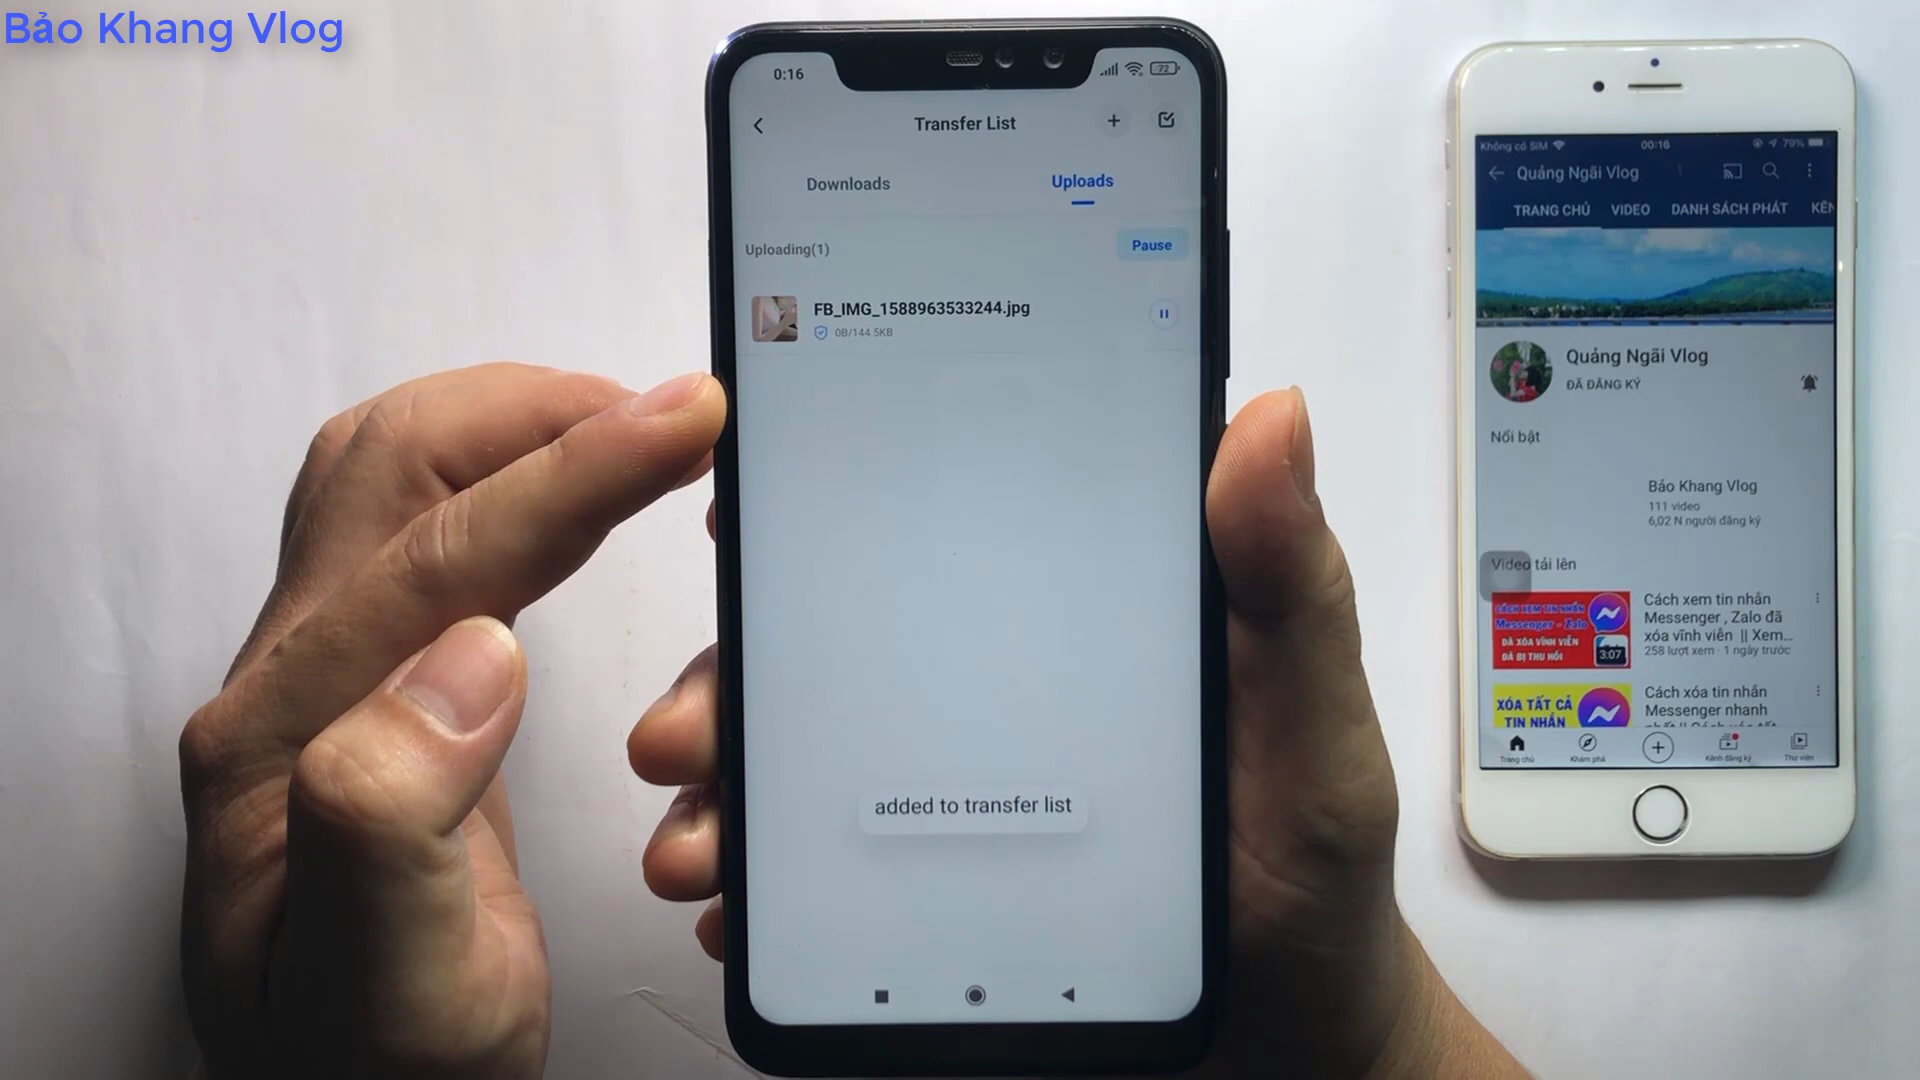 Bảo Khang Vlog
0:16
72
Transfer List
Downloads
Uploads
Uploading(1)
Pause
FB_IMG_1588963533244.jpg
0B/144.5KB
added to transfer list
Không có SIM
00:16
79%
Quảng Ngãi Vlog
TRANG CHỦ VIDEO DANH SÁCH PHÁT KÊN
Quảng Ngãi Vlog
ĐÃ ĐĂNG KÝ
Nổi bật
Bảo Khang Vlog
111 video
6,02 N người đăng ký
Video tải lên
CÁCH XEM TIN NHẮN
Messenger - Zalo
ĐÃ XÓA VĨNH VIỄN
ĐÃ BỊ THU HỒI
3:07
Cách xem tin nhắn
Messenger , Zalo đã
xóa vĩnh viễn || Xem...
258 lượt xem · 1 ngày trước
XÓA TẤT CẢ
TIN NHẮN
Cách xóa tin nhắn
Messenger nhanh
Trang chủ
Khám phá
Kênh đăng ký
Thư viện